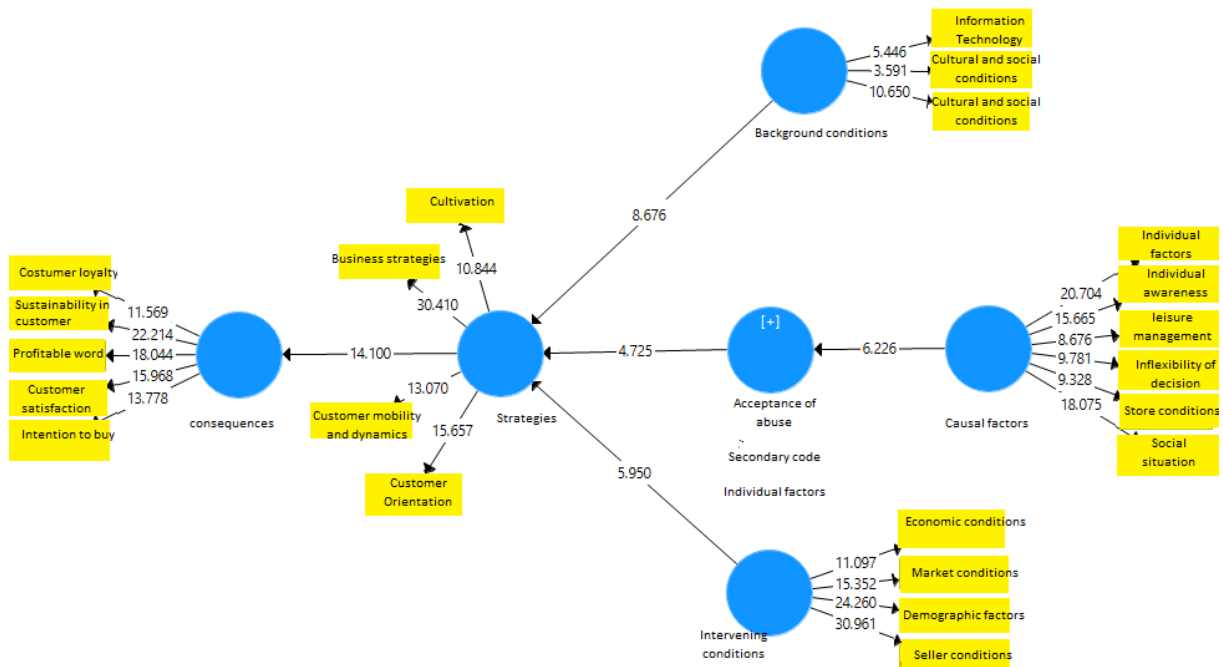 Information
Technology
5.446
Cultural and social
conditions
3.591
Cultural and social
conditions
10.650
Background conditions
8.676
Cultivation
10.844
Business strategies
30.410
Costumer loyalty
11.569
Sustainability in
customer
22.214
Profitable word
18.044
Customer
satisfaction
15.968
Intention to buy
13.778
consequences
14.100
Strategies
13.070
Customer mobility
and dynamics
15.657
Customer
Orientation
4.725
[+]
Acceptance of
abuse
Secondary code
Individual factors
6.226
Causal factors
Individual
factors
20.704
Individual
awareness
15.665
leisure
management
8.676
Inflexibility of
decision
9.781
Store conditions
9.328
Social
situation
18.075
5.950
Economic conditions
11.097
Market conditions
15.352
Demographic factors
24.260
Seller conditions
30.961
Intervening
conditions